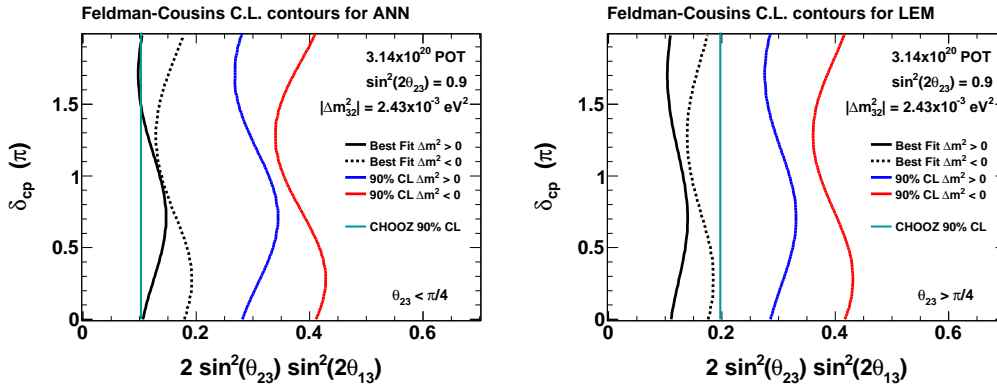 Feldman-Cousins C.L. contours for ANN
3.14x10²⁰ POT
sin²(2θ₂₃) = 0.9
|Δm²₃₂| = 2.43x10⁻³ eV²
Best Fit Δm² > 0
Best Fit Δm² < 0
90% CL Δm² > 0
90% CL Δm² < 0
CHOOZ 90% CL
θ₂₃ < π/4
δcp (π)
1.5
1
0.5
0
0 0.2 0.4 0.6
2 sin²(θ₂₃) sin²(2θ₁₃)
Feldman-Cousins C.L. contours for LEM
3.14x10²⁰ POT
sin²(2θ₂₃) = 0.9
|Δm²₃₂| = 2.43x10⁻³ eV²
Best Fit Δm² > 0
Best Fit Δm² < 0
90% CL Δm² > 0
90% CL Δm² < 0
CHOOZ 90% CL
θ₂₃ > π/4
δcp (π)
1.5
1
0.5
0
0 0.2 0.4 0.6
2 sin²(θ₂₃) sin²(2θ₁₃)